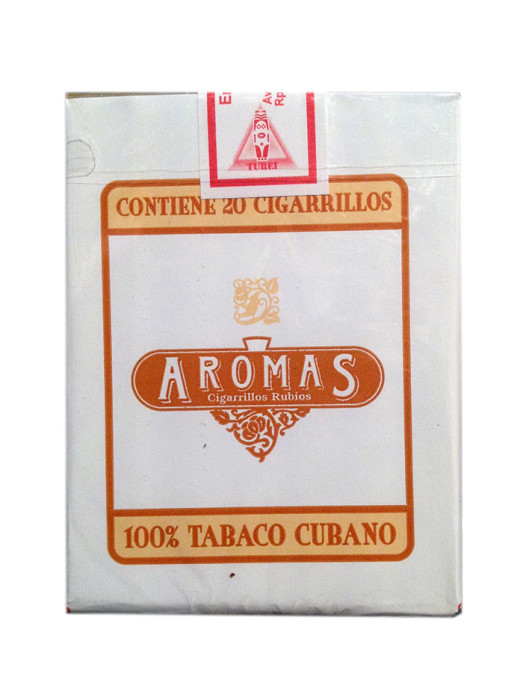 TUREI
CONTIENE 20 CIGARRILLOS
AROMAS
Cigarrillos Rubios
100% TABACO CUBANO